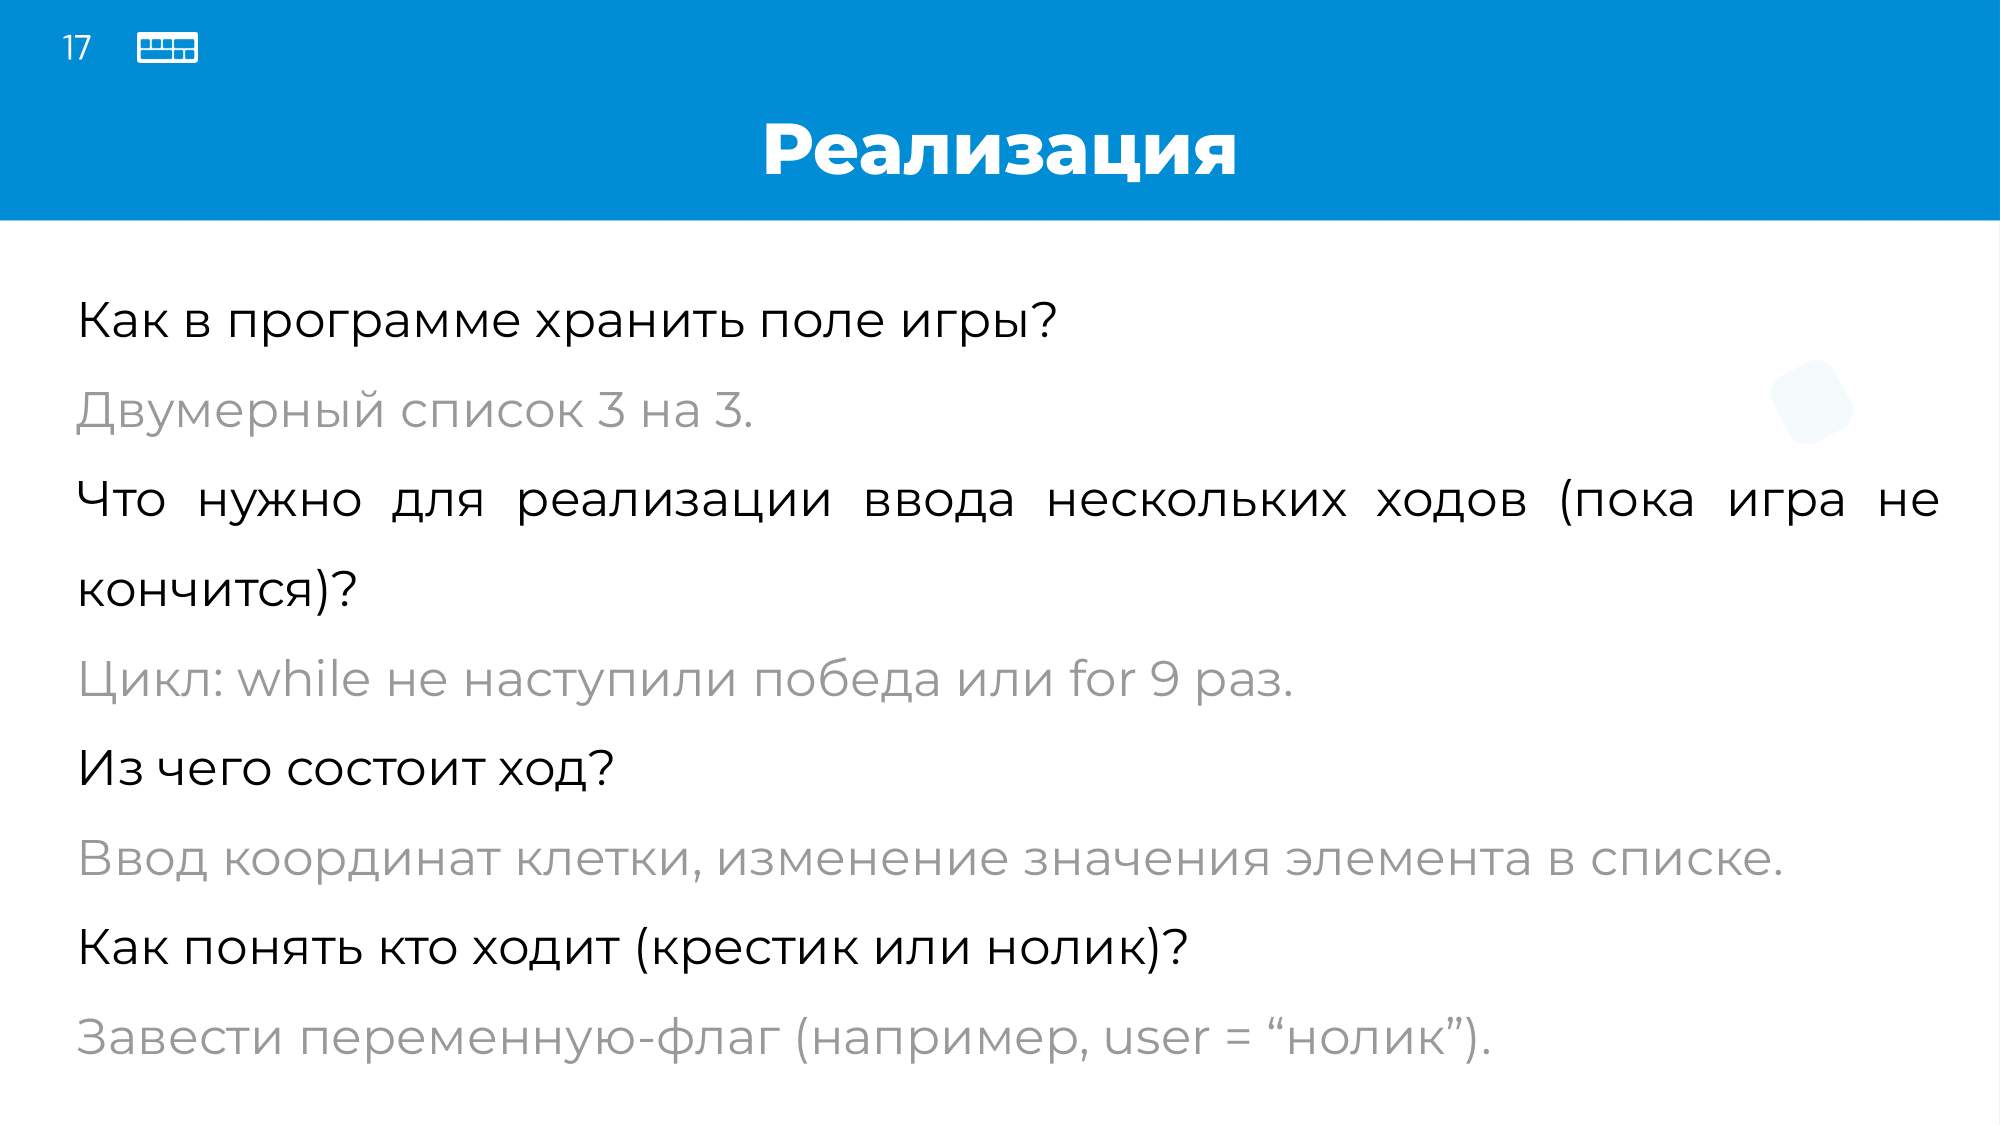 17
Реализация
Как в программе хранить поле игры?
Двумерный список 3 на 3.
Что нужно для реализации ввода нескольких ходов (пока игра не
кончится)?
Цикл: while не наступили победа или for 9 раз.
Из чего состоит ход?
Ввод координат клетки, изменение значения элемента в списке.
Как понять кто ходит (крестик или нолик)?
Завести переменную-флаг (например, user = “нолик”).